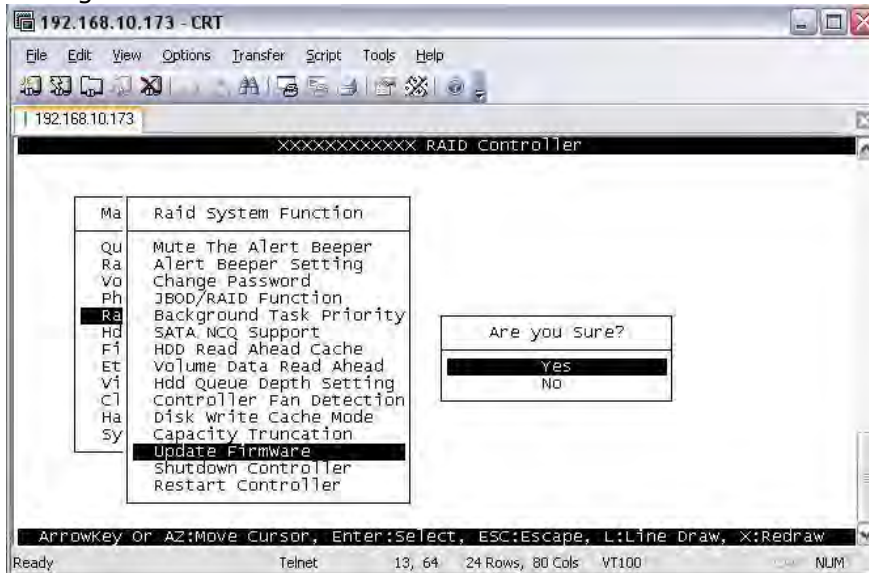 192.168.10.173 - CRT
File Edit View Options Transfer Script Tools Help
192.168.10.173
XXXXXXXXXXXX RAID Controller
Ma
Qu
Ra
Vo
Ph
Ra
Hd
Fi
Et
Vi
Cl
Ha
Sy
Raid System Function
Mute The Alert Beeper
Alert Beeper Setting
Change Password
JBOD/RAID Function
Background Task Priority
SATA NCQ Support
HDD Read Ahead Cache
Volume Data Read Ahead
Hdd Queue Depth Setting
Controller Fan Detection
Disk Write Cache Mode
Capacity Truncation
Update FirmWare
Shutdown Controller
Restart Controller
Are you Sure?
Yes
No
ArrowKey Or AZ:Move Cursor, Enter:Select, ESC:Escape, L:Line Draw, X:Redraw
Ready Telnet 13, 64 24 Rows, 80 Cols VT100 NUM